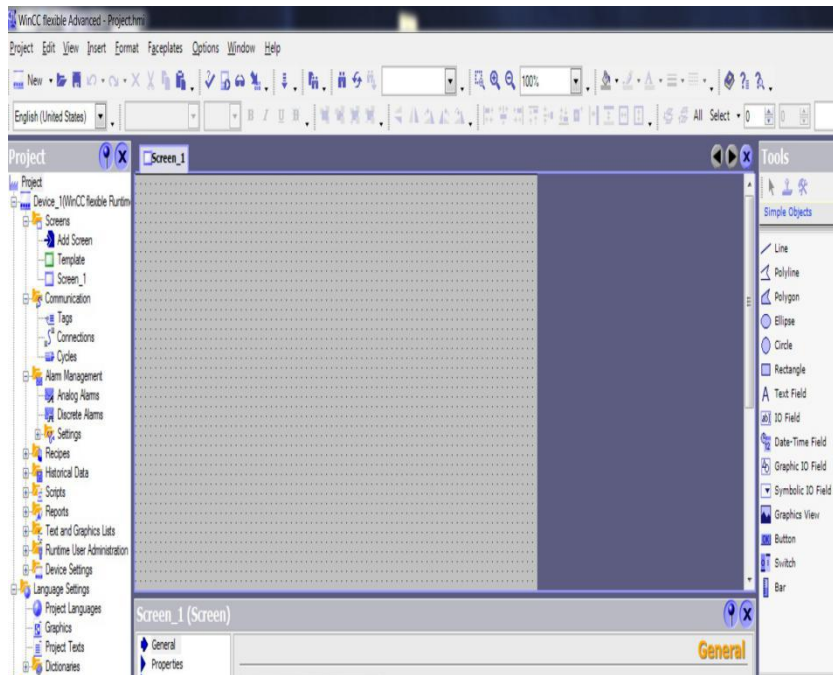 WinCC flexible Advanced - Project.hmi
Project Edit View Insert Format Faceplates Options Window Help
New 100%
English (United States) B I U All Select 0 0
Project
Project
Device_1(WinCC flexible Runtim
Screens
Add Screen
Template
Screen_1
Communication
Tags
Connections
Cycles
Alarm Management
Analog Alarms
Discrete Alarms
Settings
Recipes
Historical Data
Scripts
Reports
Text and Graphics Lists
Runtime User Administration
Device Settings
Language Settings
Project Languages
Graphics
Project Texts
Dictionaries
Screen_1
Screen_1 (Screen)
General
Properties
General
Tools
Simple Objects
Line
Polyline
Polygon
Ellipse
Circle
Rectangle
Text Field
IO Field
Date-Time Field
Graphic IO Field
Symbolic IO Field
Graphics View
Button
Switch
Bar